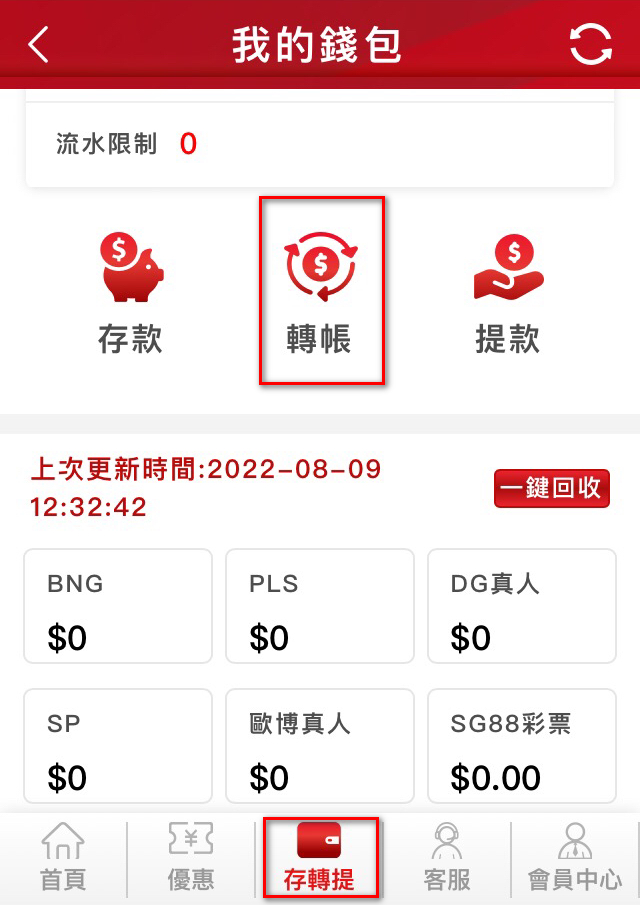 我的錢包
流水限制 0
存款 轉帳 提款
上次更新時間:2022-08-09
12:32:42
一鍵回收
BNG PLS DG真人
$0 $0 $0
SP 歐博真人 SG88彩票
$0 $0 $0.00
首頁 優惠 存轉提 客服 會員中心